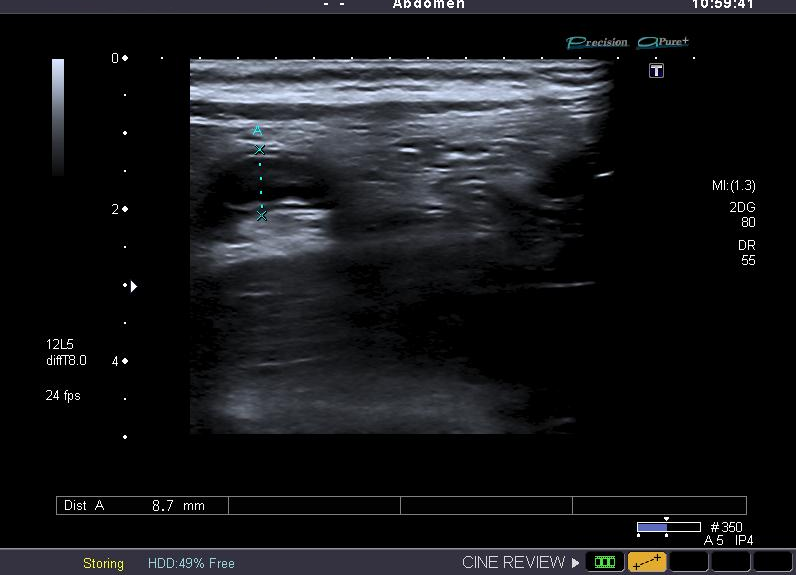 - - Abdomen 10:59:41
Precision APure+
T
0
A
MI:(1.3)
2DG
80
DR
55
2
12L5
diffT8.0
4
24 fps
Dist A 8.7 mm
#350
A 5 IP4
Storing HDD:49% Free CINE REVIEW